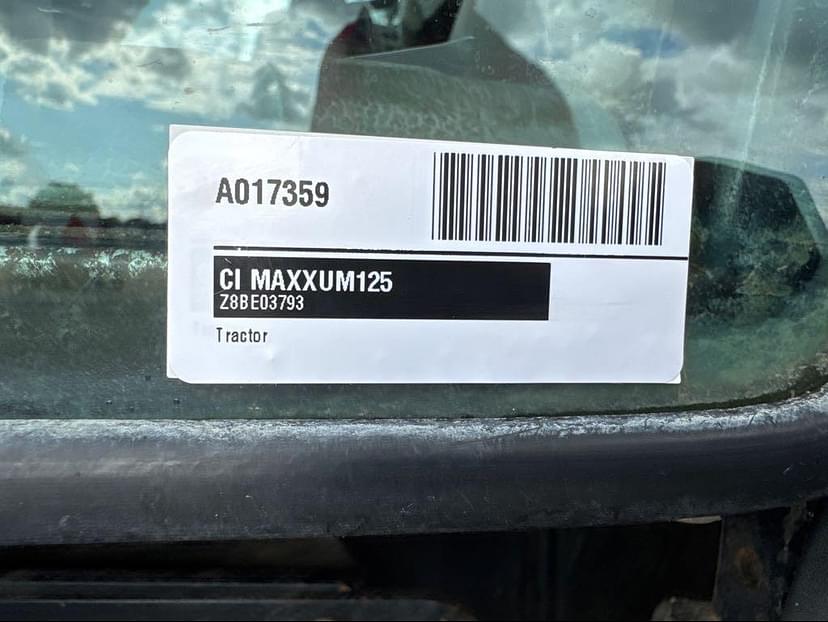 A017359
CI MAXXUM125
Z8BE03793
Tractor